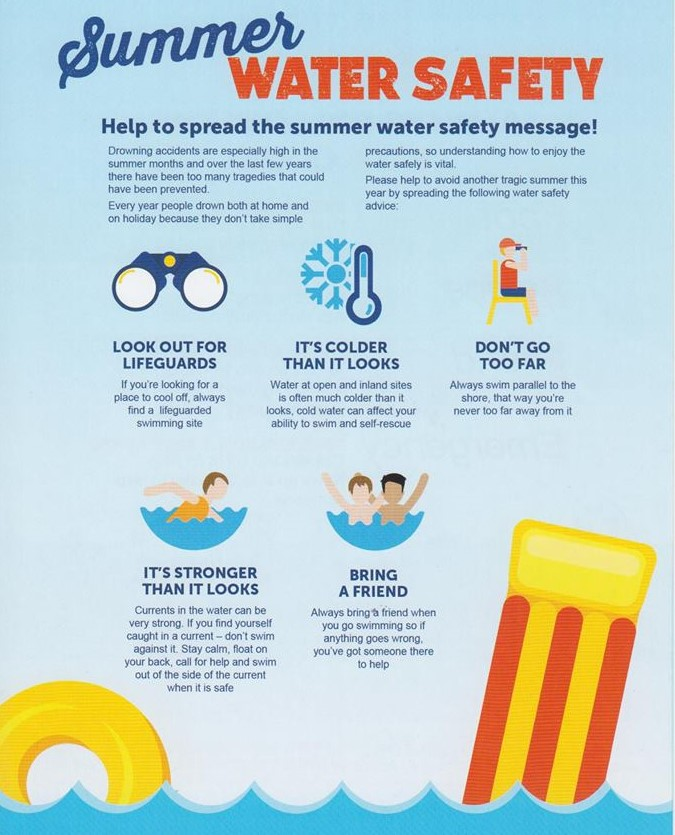 Summer
WATER SAFETY
Help to spread the summer water safety message!
Drowning accidents are especially high in the
summer months and over the last few years
there have been too many tragedies that could
have been prevented.
Every year people drown both at home and
on holiday because they don't take simple
precautions, so understanding how to enjoy the
water safely is vital.
Please help to avoid another tragic summer this
year by spreading the following water safety
advice:
LOOK OUT FOR
LIFEGUARDS
If you're looking for a
place to cool off, always
find a lifeguarded
swimming site
IT'S COLDER
THAN IT LOOKS
Water at open and inland sites
is often much colder than it
looks, cold water can affect your
ability to swim and self-rescue
DON'T GO
TOO FAR
Always swim parallel to the
shore, that way you're
never too far away from it
IT'S STRONGER
THAN IT LOOKS
Currents in the water can be
very strong. If you find yourself
caught in a current – don't swim
against it. Stay calm, float on
your back, call for help and swim
out of the side of the current
when it is safe
BRING
A FRIEND
Always bring a friend when
you go swimming so if
anything goes wrong,
you've got someone there
to help